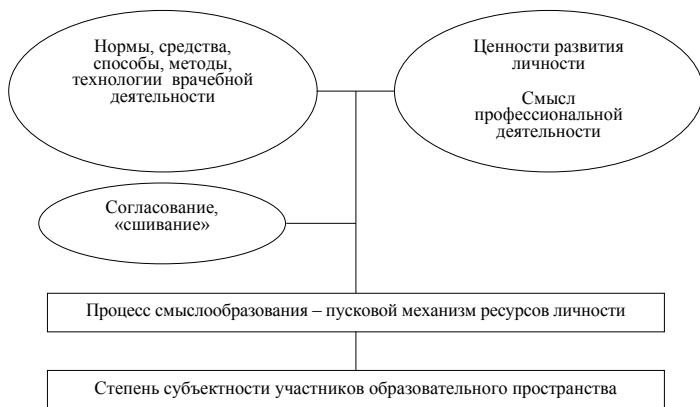 Нормы, средства,
способы, методы,
технологии врачебной
деятельности
Ценности развития
личности
Смысл
профессиональной
деятельности
Согласование,
«сшивание»
Процесс смыслообразования – пусковой механизм ресурсов личности
Степень субъектности участников образовательного пространства